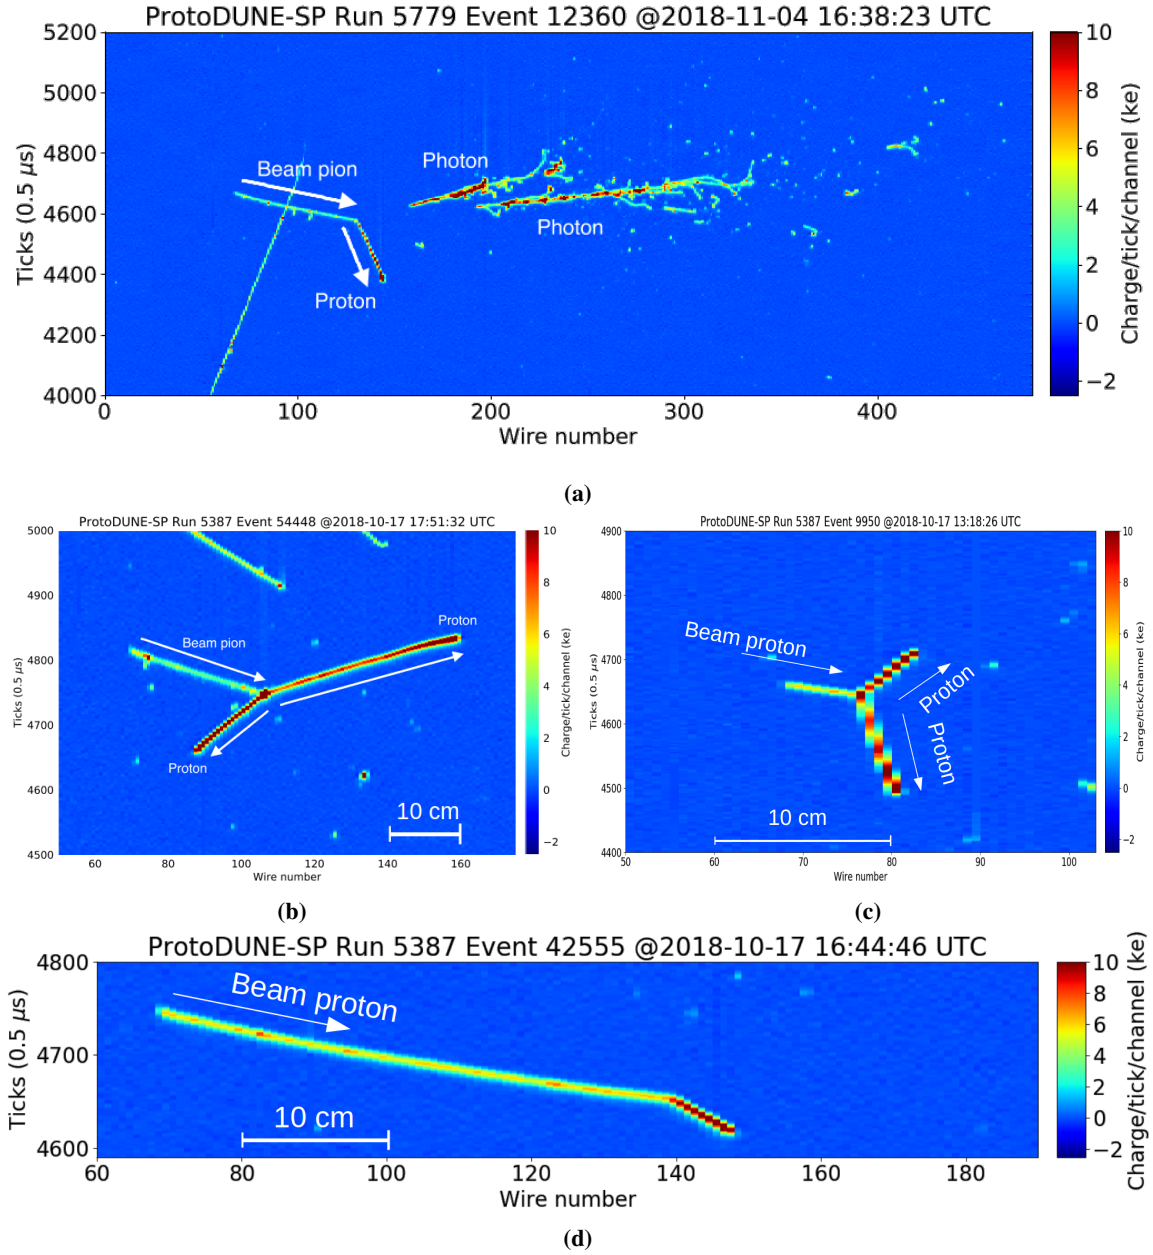 ProtoDUNE-SP Run 5779 Event 12360 @2018-11-04 16:38:23 UTC
5200
5000
4800
4600
4400
4200
4000
Ticks (0.5 μs)
0 100 200 300 400
Wire number
Beam pion
Proton
Photon
Photon
10
8
6
4
2
0
−2
Charge/tick/channel (ke)
(a)
ProtoDUNE-SP Run 5387 Event 54448 @2018-10-17 17:51:32 UTC
5000
4900
4800
4700
4600
4500
Ticks (0.5 μs)
60 80 100 120 140 160
Wire number
Beam pion
Proton
Proton
10 cm
10
8
6
4
2
0
−2
Charge/tick/channel (ke)
(b)
ProtoDUNE-SP Run 5387 Event 9950 @2018-10-17 13:18:26 UTC
4900
4800
4700
4600
4500
4400
Ticks (0.5 μs)
50 60 70 80 90 100
Wire number
Beam proton
Proton
Proton
10 cm
10
8
6
4
2
0
−2
Charge/tick/channel (ke)
(c)
ProtoDUNE-SP Run 5387 Event 42555 @2018-10-17 16:44:46 UTC
4800
4700
4600
Ticks (0.5 μs)
60 80 100 120 140 160 180
Wire number
Beam proton
10 cm
10
8
6
4
2
0
−2
Charge/tick/channel (ke)
(d)